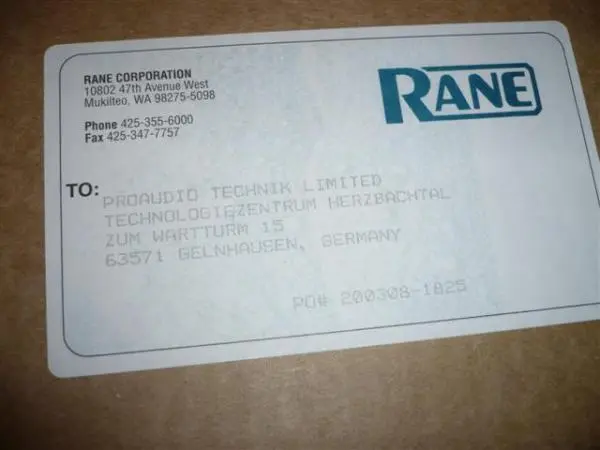 RANE CORPORATION
10802 47th Avenue West
Mukilteo, WA 98275-5098
Phone 425-355-6000
Fax 425-347-7757
RANE
TO:
PROAUDIO TECHNIK LIMITED
TECHNOLOGIEZENTRUM HERZBACHTAL
ZUM WARTTURM 15
63571 GELNHAUSEN, GERMANY
PO# 200308-1825